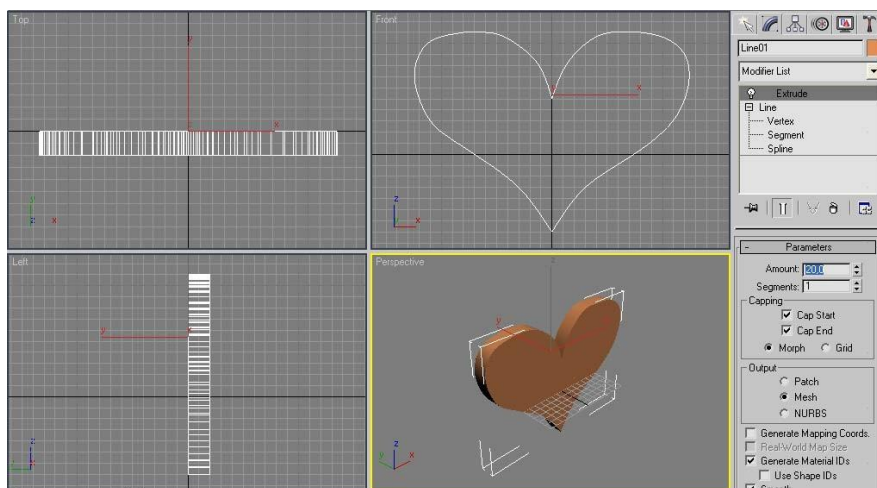 Top
y
x
z
y
z
x
Front
x
z
x
Left
y
z
Perspective
z
y
x
z
y
x
Line01
Modifier List
Extrude
Line
Vertex
Segment
Spline
- Parameters
Amount: 20,0
Segments: 1
Capping
Cap Start
Cap End
Morph Grid
Output
Patch
Mesh
NURBS
Generate Mapping Coords.
Real-World Map Size
Generate Material IDs
Use Shape IDs